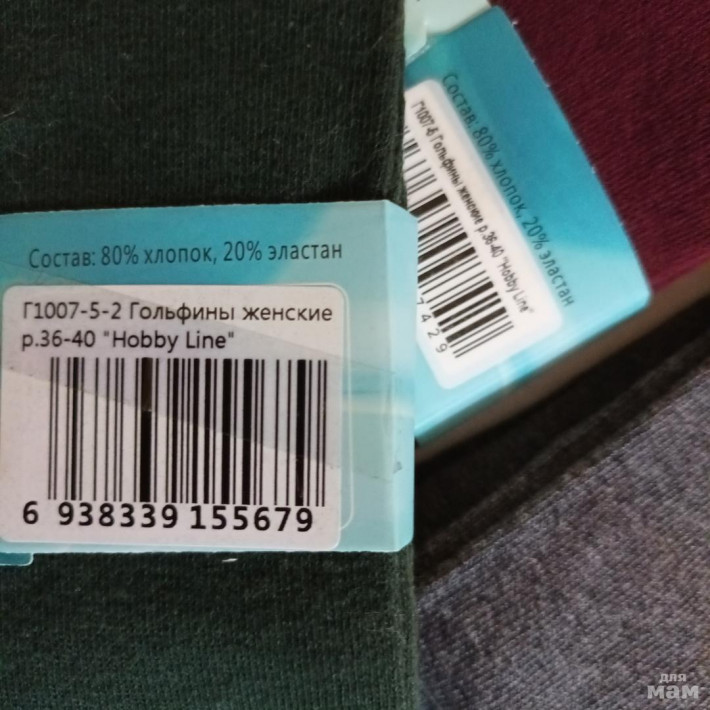 Состав: 80% хлопок, 20% эластан
Г1007-5-2 Гольфины женские
р.36-40 "Hobby Line"
6 938339 155679
Состав: 80% хлопок, 20% эластан
Г1007-6 Гольфины женские р.36-40 "Hobby Line"
7429
для
мам